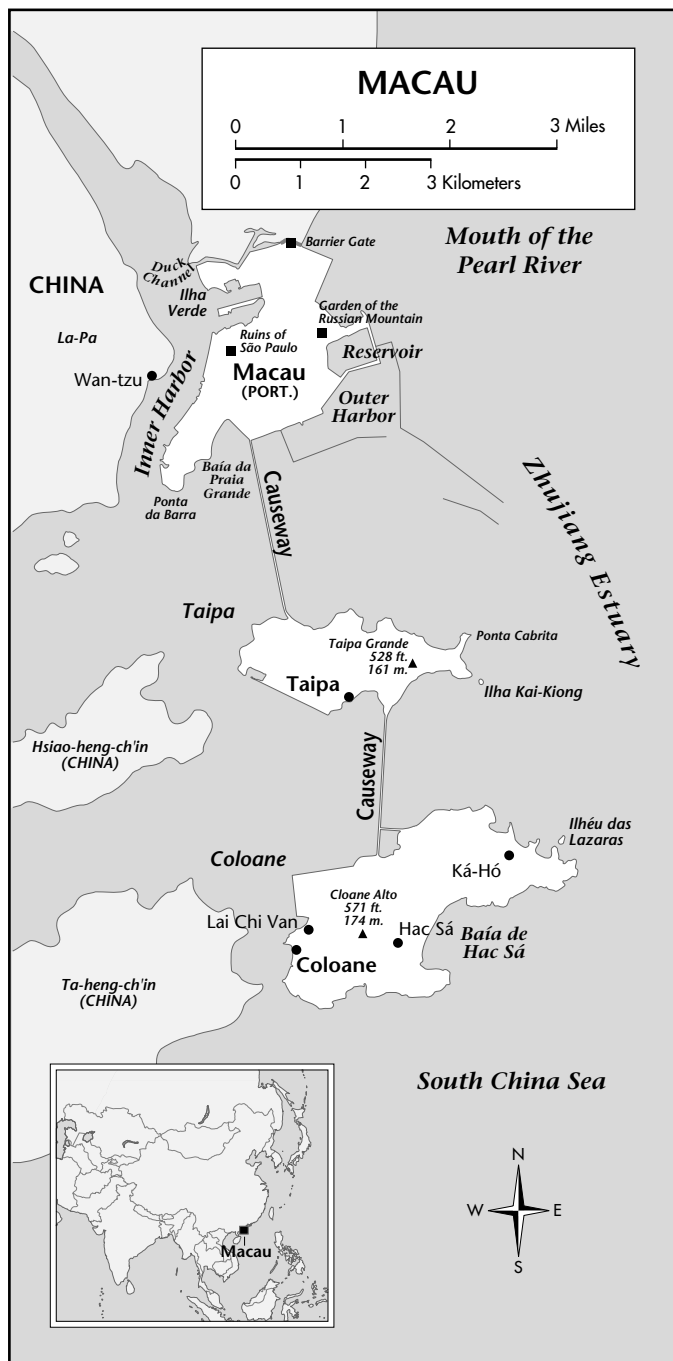 MACAU
0 1 2 3 Miles
0 1 2 3 Kilometers
Mouth of the
Pearl River
Barrier Gate
Duck
Channel
CHINA
Ilha
Verde
Garden of the
Russian Mountain
La-Pa
Ruins of
São Paulo
Reservoir
Wan-tzu
Macau
(PORT.)
Inner Harbor
Outer
Harbor
Baía da
Praia
Grande
Causeway
Ponta
da Barra
Zhujiang Estuary
Taipa
Taipa Grande
528 ft.
161 m.
Ponta Cabrita
Taipa
Ilha Kai-Kiong
Hsiao-heng-ch'in
(CHINA)
Causeway
Ilhéu das
Lazaras
Coloane
Ká-Hó
Cloane Alto
571 ft.
174 m.
Lai Chi Van
Hac Sá
Baía de
Hac Sá
Coloane
Ta-heng-ch'in
(CHINA)
South China Sea
N
W E
S
Macau